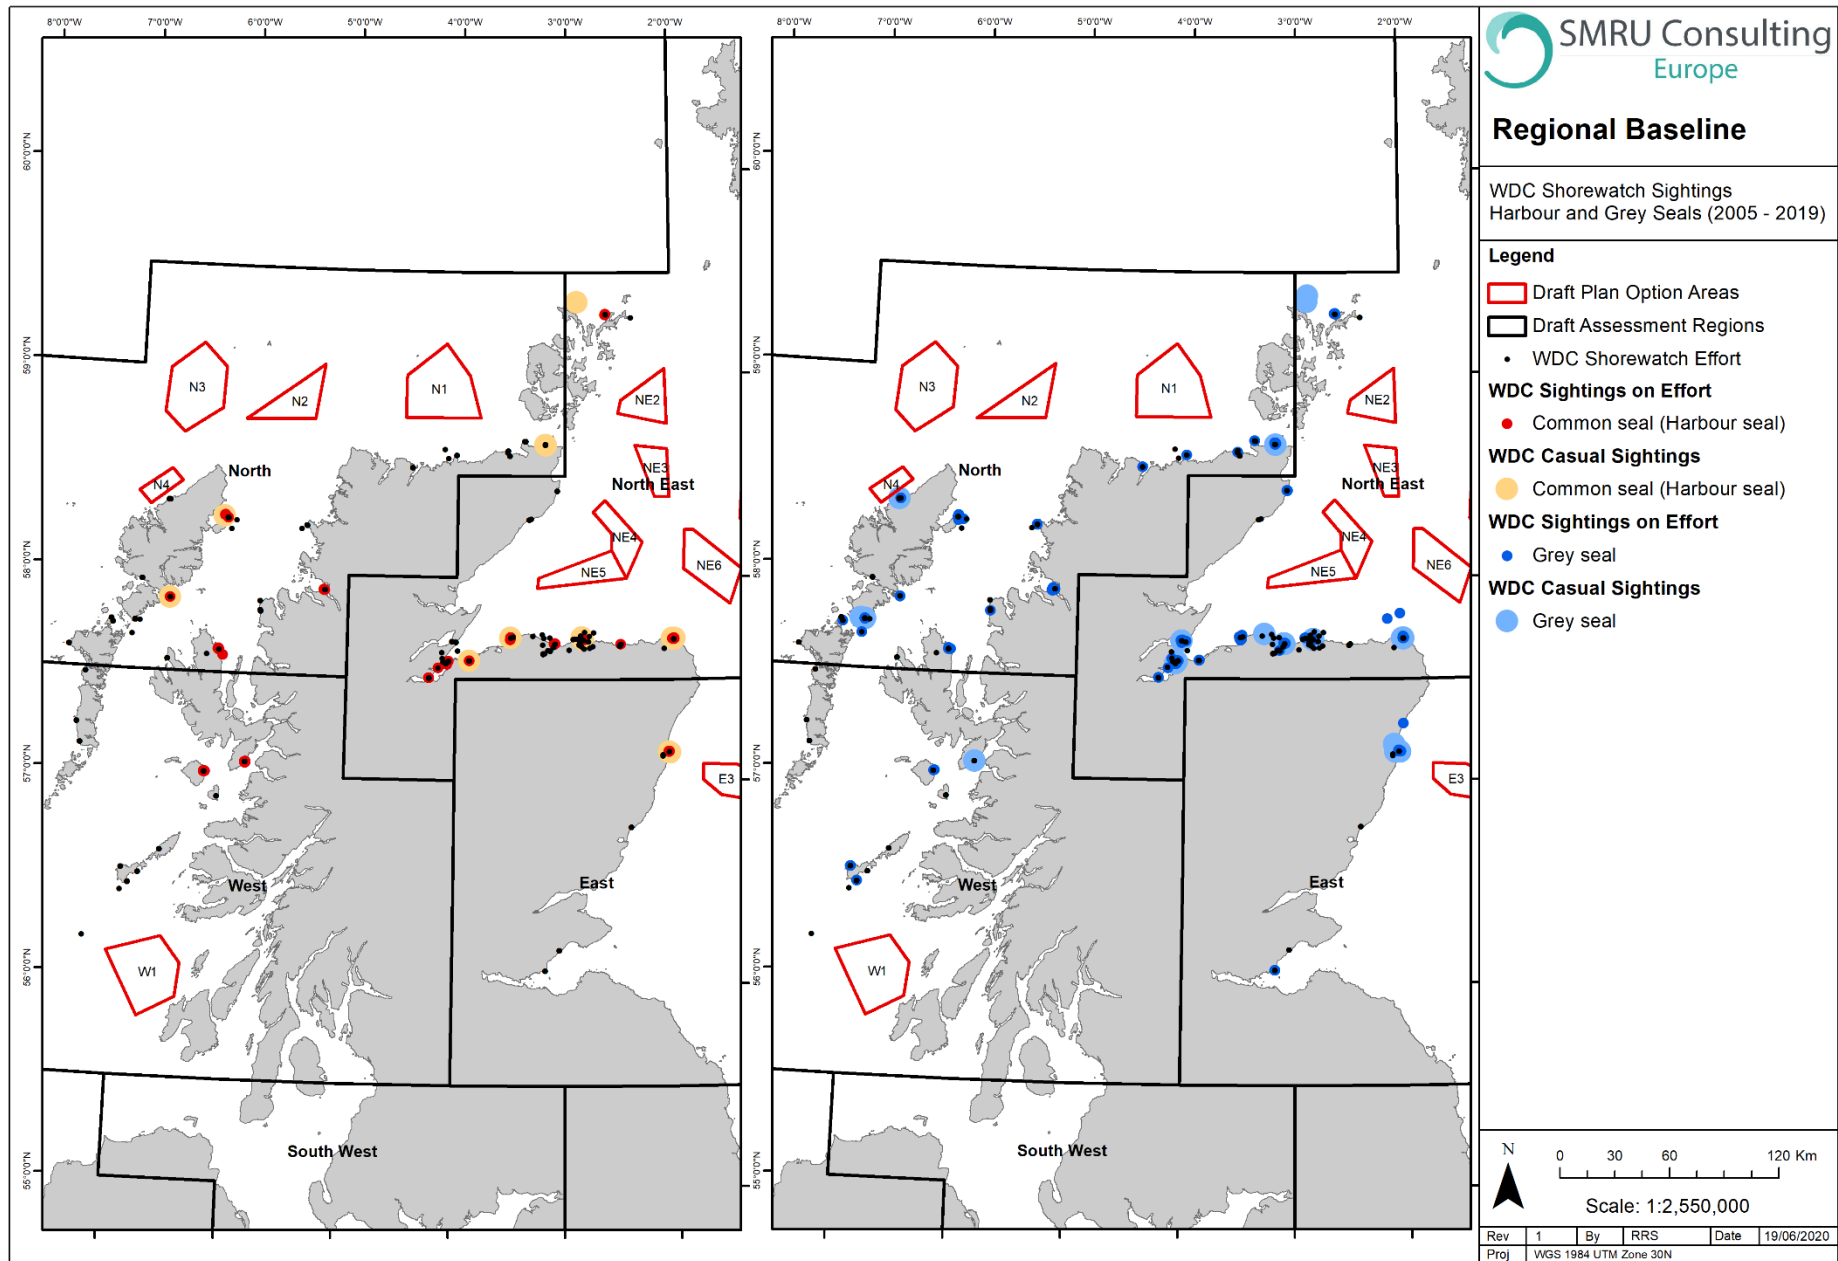 8°0'0"W 7°0'0"W 6°0'0"W 5°0'0"W 4°0'0"W 3°0'0"W 2°0'0"W
60°0'0"N
59°0'0"N
58°0'0"N
57°0'0"N
56°0'0"N
55°0'0"N
N3
N2
N1
NE2
North
N4
NE3
North East
NE4
NE5
NE6
E3
West
East
W1
South West
8°0'0"W 7°0'0"W 6°0'0"W 5°0'0"W 4°0'0"W 3°0'0"W 2°0'0"W
60°0'0"N
59°0'0"N
58°0'0"N
57°0'0"N
56°0'0"N
55°0'0"N
N3
N2
N1
NE2
North
N4
NE3
North East
NE4
NE5
NE6
E3
West
East
W1
South West
SMRU Consulting
Europe
Regional Baseline
WDC Shorewatch Sightings
Harbour and Grey Seals (2005 - 2019)
Legend
Draft Plan Option Areas
Draft Assessment Regions
WDC Shorewatch Effort
WDC Sightings on Effort
Common seal (Harbour seal)
WDC Casual Sightings
Common seal (Harbour seal)
WDC Sightings on Effort
Grey seal
WDC Casual Sightings
Grey seal
N
0 30 60 120 Km
Scale: 1:2,550,000
Rev 1 By RRS Date 19/06/2020
Proj WGS 1984 UTM Zone 30N